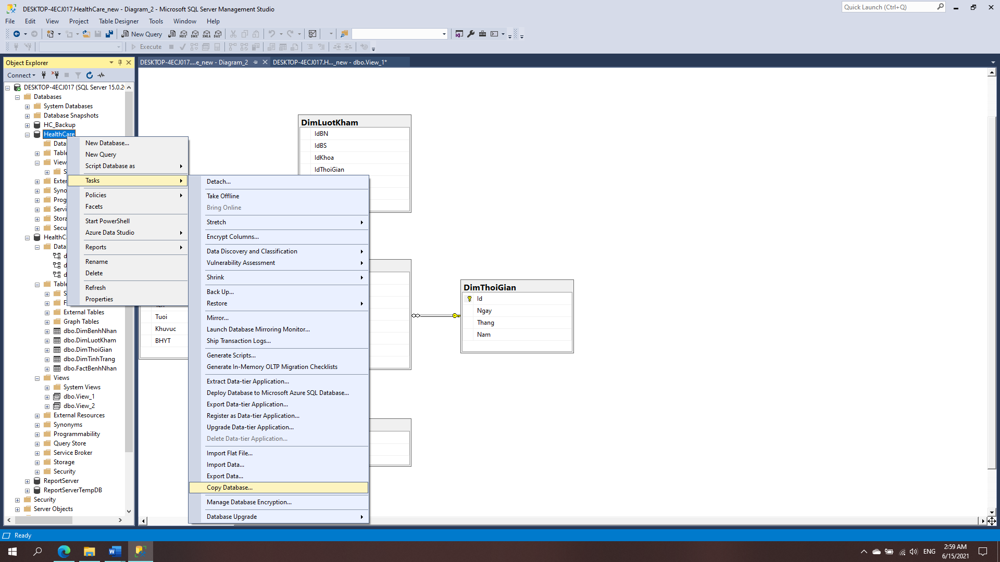 DESKTOP-4ECJ017.HealthCare_new - Diagram_2 - Microsoft SQL Server Management Studio
Quick Launch (Ctrl+Q)
File Edit View Project Table Designer Tools Window Help
New Query MDX DMX XMLA DAX
Execute
Object Explorer
DESKTOP-4ECJ017....e_new - Diagram_2
DESKTOP-4ECJ017.H..._new - dbo.View_1*
Connect
DESKTOP-4ECJ017 (SQL Server 15.0.2
Databases
System Databases
Database Snapshots
HC_Backup
HealthCare
Data
Table
View
S
Exter
Syno
Prog
Servi
Stora
Secu
HealthC
Data
d
d
d
Table
S
F
External Tables
Graph Tables
dbo.DimBenhNhan
dbo.DimLuotKham
dbo.DimThoiGian
dbo.DimTinhTrang
dbo.FactBenhNhan
Views
System Views
dbo.View_1
dbo.View_2
External Resources
Synonyms
Programmability
Query Store
Service Broker
Storage
Security
ReportServer
ReportServerTempDB
Security
Server Objects
New Database...
New Query
Script Database as
Tasks
Policies
Facets
Start PowerShell
Azure Data Studio
Reports
Rename
Delete
Refresh
Properties
Detach...
Take Offline
Bring Online
Stretch
Encrypt Columns...
Data Discovery and Classification
Vulnerability Assessment
Shrink
Back Up...
Restore
Mirror...
Launch Database Mirroring Monitor...
Ship Transaction Logs...
Generate Scripts...
Generate In-Memory OLTP Migration Checklists
Extract Data-tier Application...
Deploy Database to Microsoft Azure SQL Database...
Export Data-tier Application...
Register as Data-tier Application...
Upgrade Data-tier Application...
Delete Data-tier Application...
Import Flat File...
Import Data...
Export Data...
Copy Database...
Manage Database Encryption...
Database Upgrade
DimLuotKham
IdBN
IdBS
IdKhoa
IdThoiGian
Tuoi
Khuvuc
BHYT
DimThoiGian
Id
Ngay
Thang
Nam
Ready
ENG
2:59 AM
6/15/2021